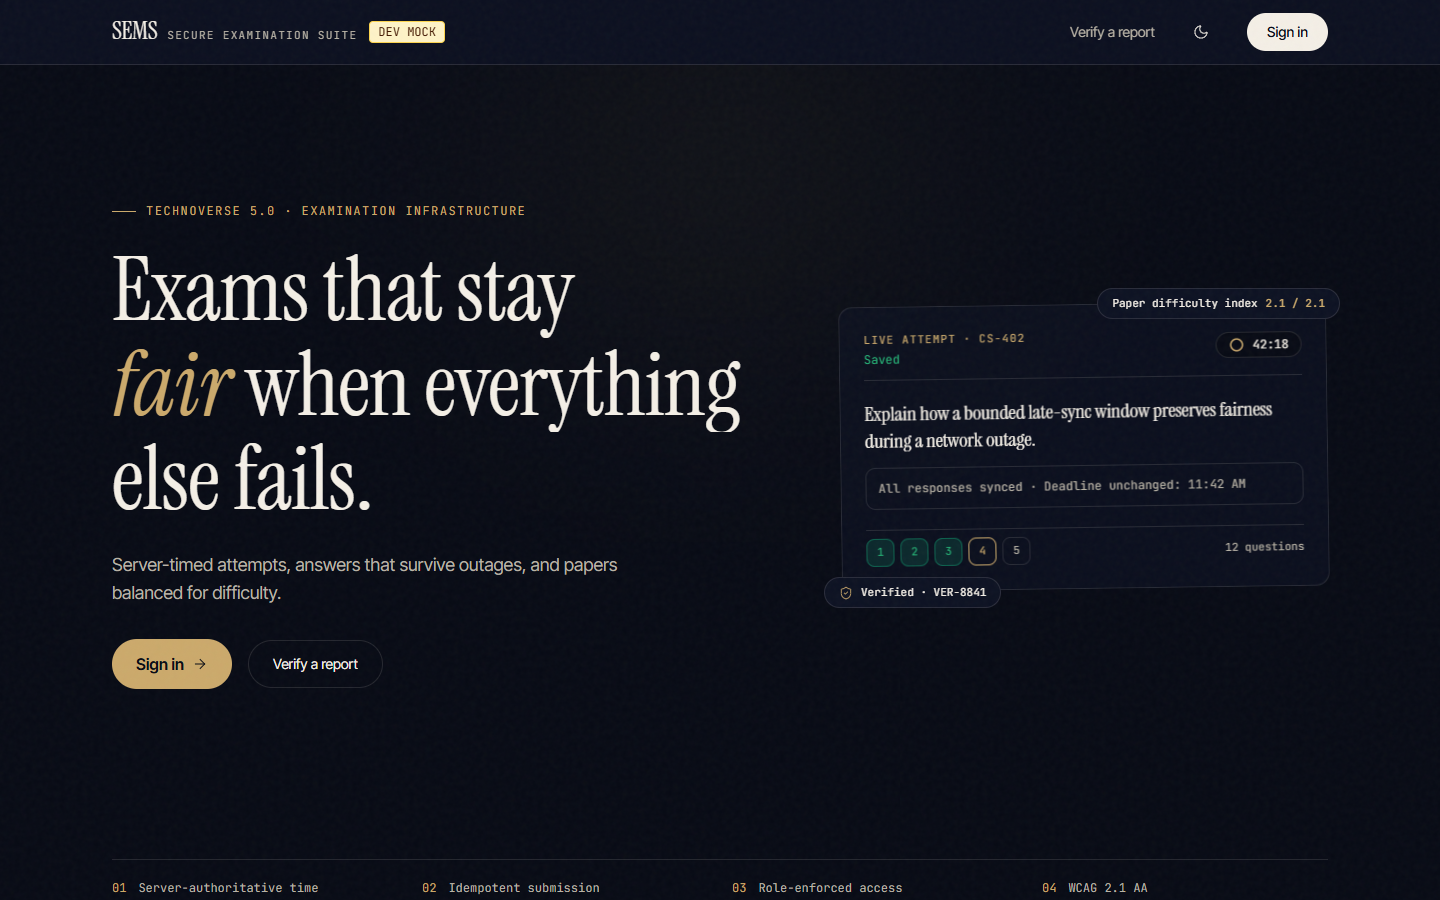 SEMS SECURE EXAMINATION SUITE DEV MOCK
Verify a report
Sign in
TECHNOVERSE 5.0 · EXAMINATION INFRASTRUCTURE
Exams that stay
fair when everything
else fails.
Server-timed attempts, answers that survive outages, and papers
balanced for difficulty.
Sign in →
Verify a report
Paper difficulty index 2.1 / 2.1
LIVE ATTEMPT · CS-402
Saved
42:18
Explain how a bounded late-sync window preserves fairness
during a network outage.
All responses synced · Deadline unchanged: 11:42 AM
1 2 3 4 5
12 questions
Verified · VER-8841
01 Server-authoritative time
02 Idempotent submission
03 Role-enforced access
04 WCAG 2.1 AA